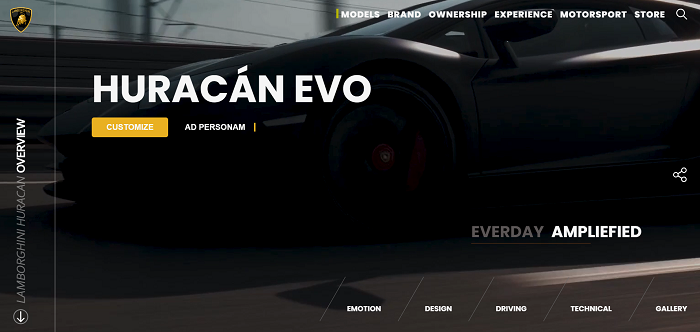 MODELS BRAND OWNERSHIP EXPERIENCE MOTORSPORT STORE
HURACÁN EVO
CUSTOMIZE AD PERSONAM
LAMBORGHINI HURACAN OVERVIEW
EVERDAY AMPLIEFIED
EMOTION DESIGN DRIVING TECHNICAL GALLERY